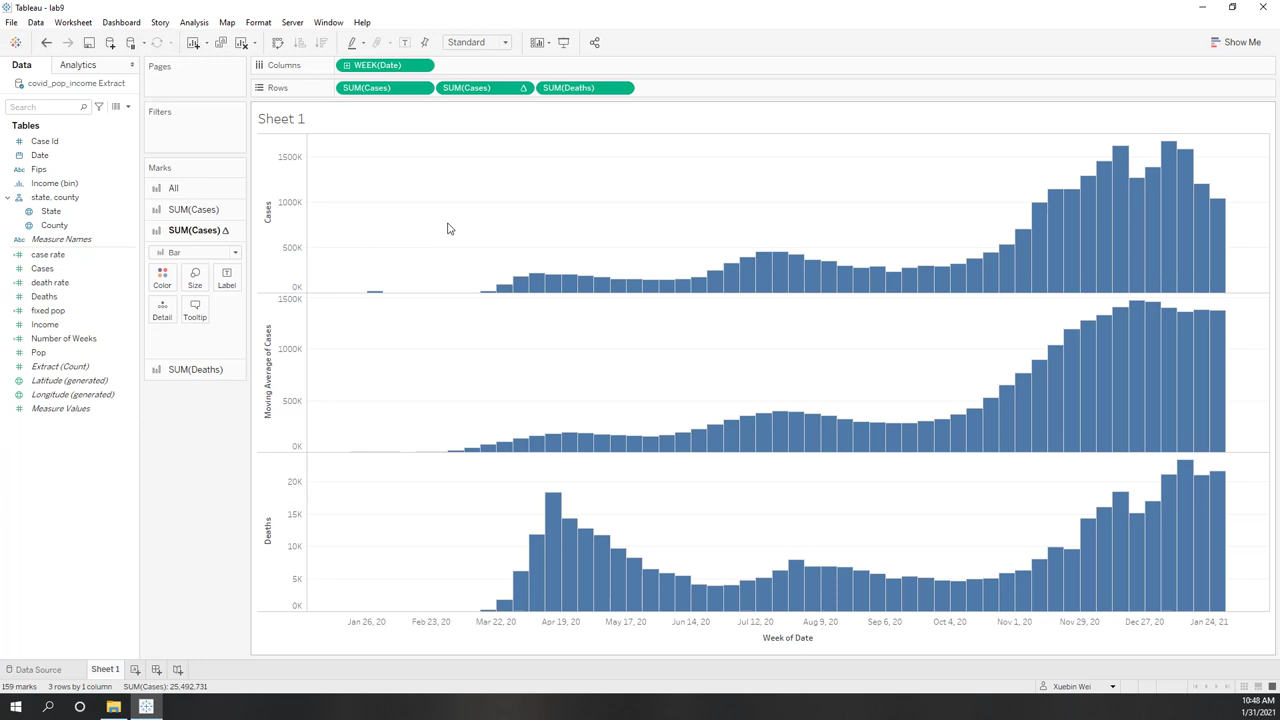 Tableau - lab9
File Data Worksheet Dashboard Story Analysis Map Format Server Window Help
Standard
Show Me
Data Analytics
covid_pop_income Extract
Search
Tables
Case Id
Date
Abc Fips
Income (bin)
state, county
State
County
Abc Measure Names
case rate
Cases
death rate
Deaths
fixed pop
Income
Number of Weeks
Pop
Extract (Count)
Latitude (generated)
Longitude (generated)
Measure Values
Pages
Filters
Marks
All
SUM(Cases)
SUM(Cases) Δ
Bar
Color Size Label
Detail Tooltip
SUM(Deaths)
Columns WEEK(Date)
Rows SUM(Cases) SUM(Cases) Δ SUM(Deaths)
Sheet 1
Cases
1500K
1000K
500K
0K
Moving Average of Cases
1500K
1000K
500K
0K
Deaths
20K
15K
10K
5K
0K
Jan 26, 20 Feb 23, 20 Mar 22, 20 Apr 19, 20 May 17, 20 Jun 14, 20 Jul 12, 20 Aug 9, 20 Sep 6, 20 Oct 4, 20 Nov 1, 20 Nov 29, 20 Dec 27, 20 Jan 24, 21
Week of Date
Data Source Sheet 1
159 marks 3 rows by 1 column SUM(Cases): 25,492,731
Xuebin Wei
10:48 AM
1/31/2021